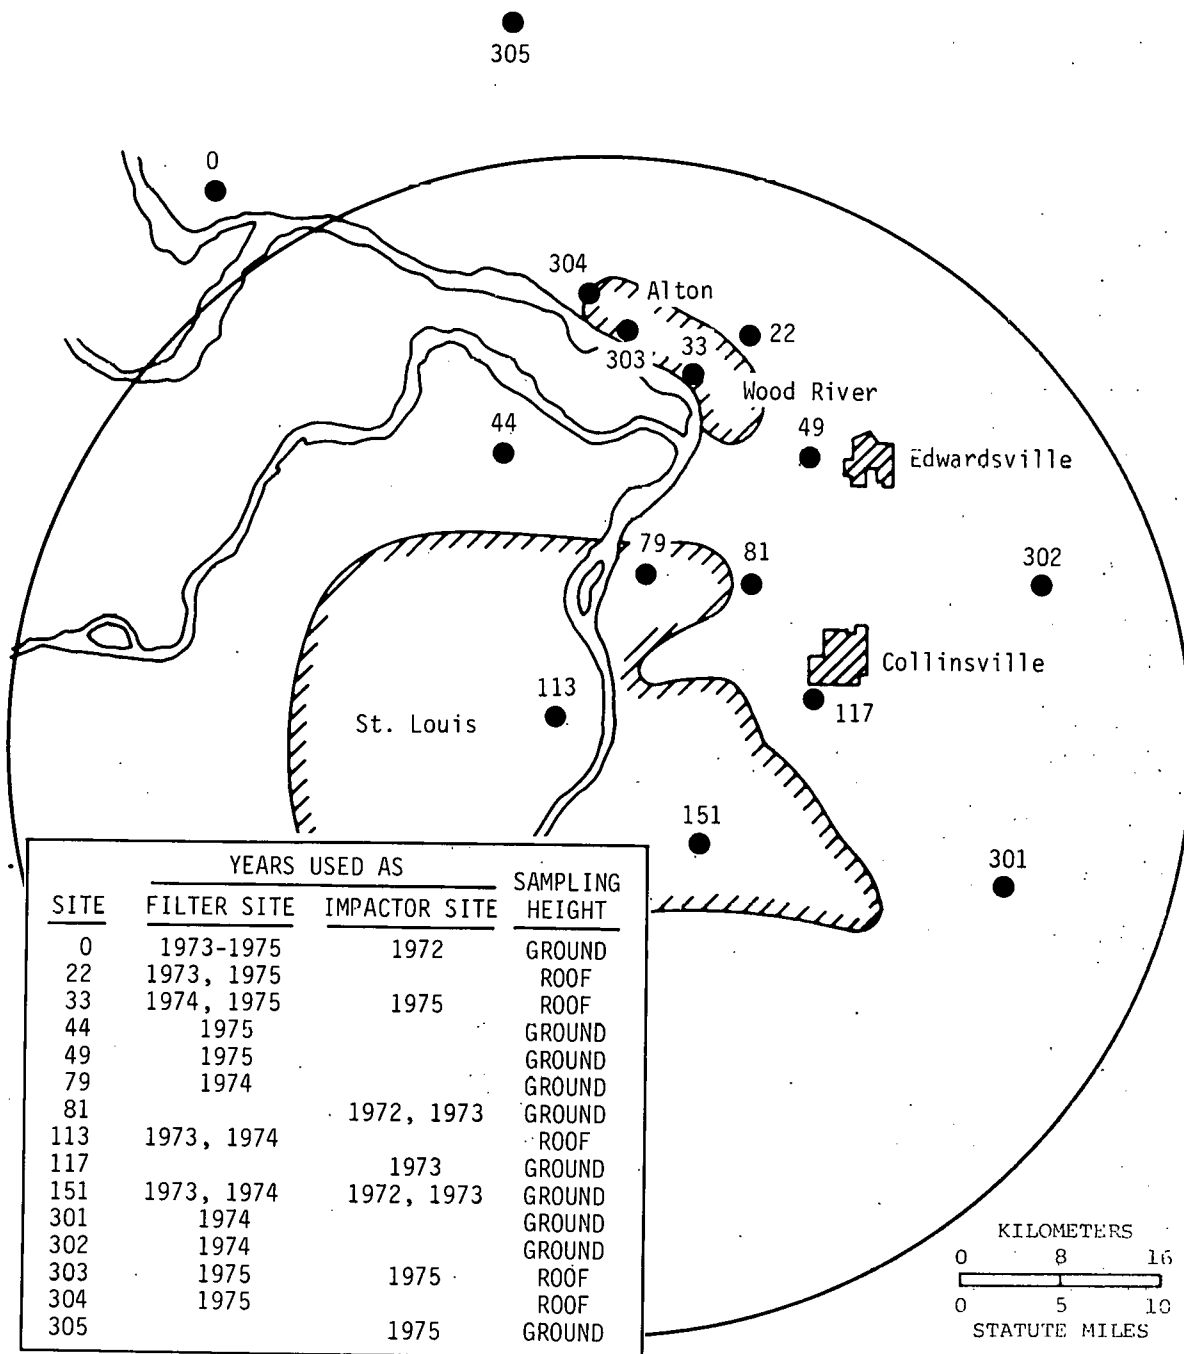 305
0
304
Alton
303
33
22
Wood River
44
49
Edwardsville
79
81
302
Collinsville
113
117
St. Louis
151
301
YEARS USED AS
SAMPLING
SITE FILTER SITE IMPACTOR SITE HEIGHT
0 1973-1975 1972 GROUND
22 1973, 1975 ROOF
33 1974, 1975 1975 ROOF
44 1975 GROUND
49 1975 GROUND
79 1974 GROUND
81 1972, 1973 GROUND
113 1973, 1974 ROOF
117 1973 GROUND
151 1973, 1974 1972, 1973 GROUND
301 1974 GROUND
302 1974 GROUND
303 1975 1975 ROOF
304 1975 ROOF
305 1975 GROUND
KILOMETERS
0 8 16
0 5 10
STATUTE MILES